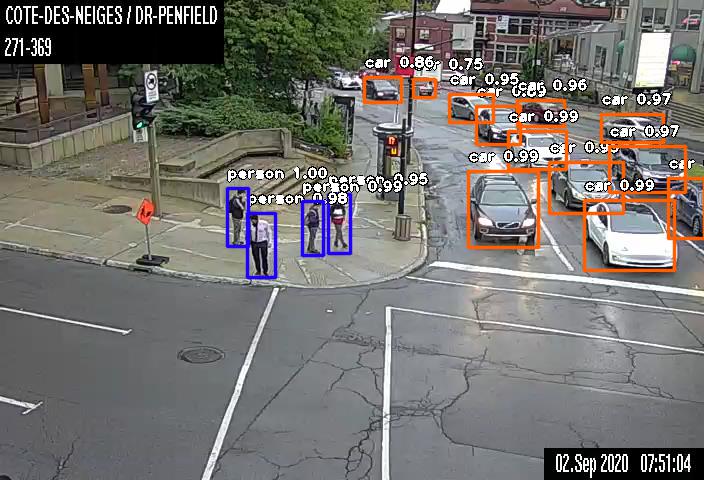 COTE-DES-NEIGES / DR-PENFIELD
271-369
car 0.86
car 0.75
car 0.95
car 0.96
car 0.97
car 0.97
car 0.99
car 0.99
car
person 1.00
person 0.95
person 0.99
person 0.98
02.Sep 2020 07:51:04